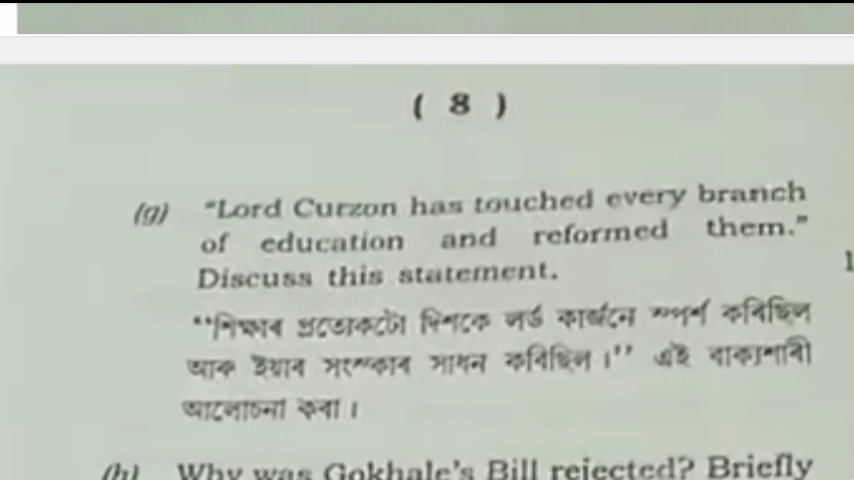 ( 8 )
(g) "Lord Curzon has touched every branch
of education and reformed them."
Discuss this statement. 1
‘‘শিক্ষাৰ প্ৰত্যেকটো দিশকে লৰ্ড কাৰ্জনে স্পৰ্শ কৰিছিল
আৰু ইয়াৰ সংস্কাৰ সাধন কৰিছিল।’’ এই বাক্যশাৰী
আলোচনা কৰা।
(h) Why was Gokhale's Bill rejected? Briefly